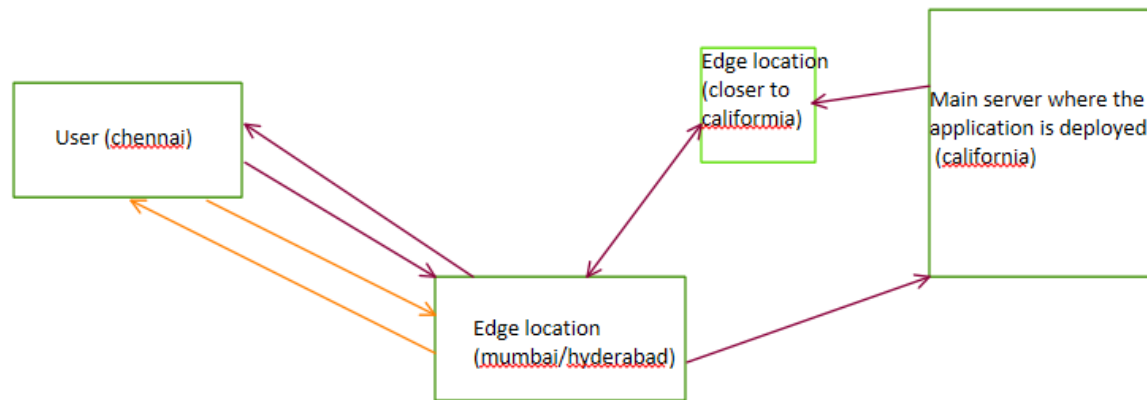 User (chennai)
Edge location
(closer to
califormia)
Main server where the
application is deployed
(california)
Edge location
(mumbai/hyderabad)